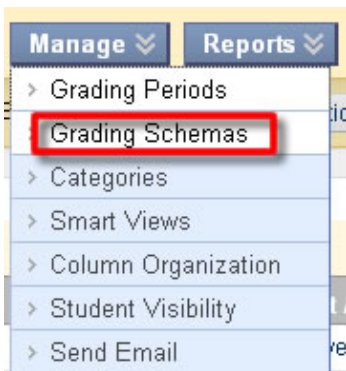 Manage Reports
> Grading Periods
Grading Schemas
> Categories
> Smart Views
> Column Organization
> Student Visibility
> Send Email